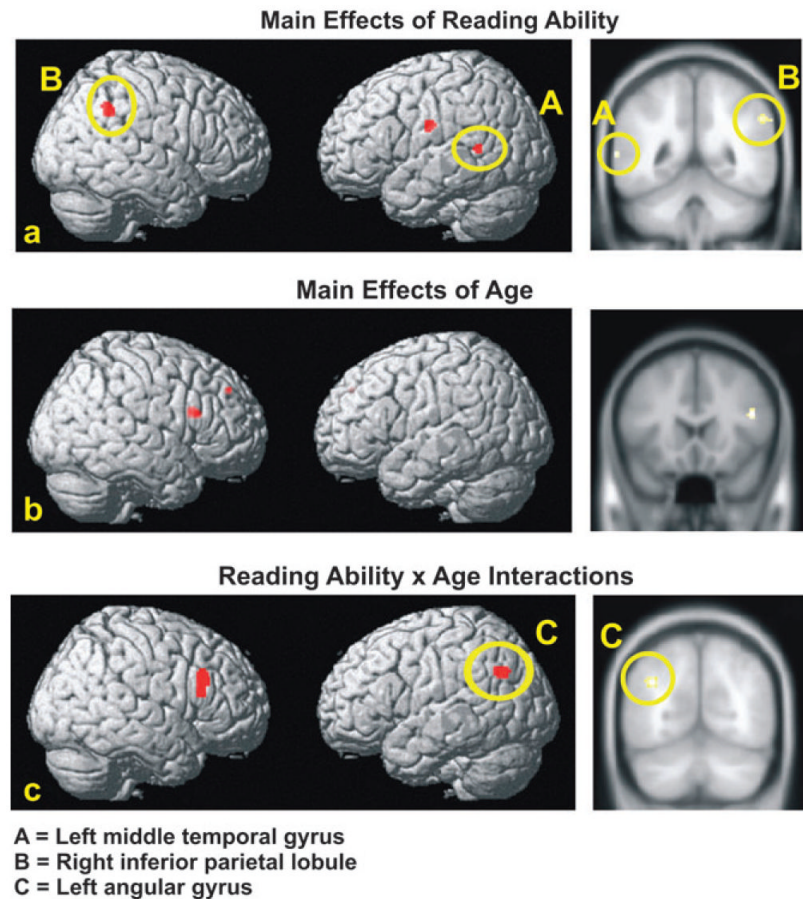 Main Effects of Reading Ability
B
A
A
B
a
Main Effects of Age
b
Reading Ability x Age Interactions
C
C
c
A = Left middle temporal gyrus
B = Right inferior parietal lobule
C = Left angular gyrus